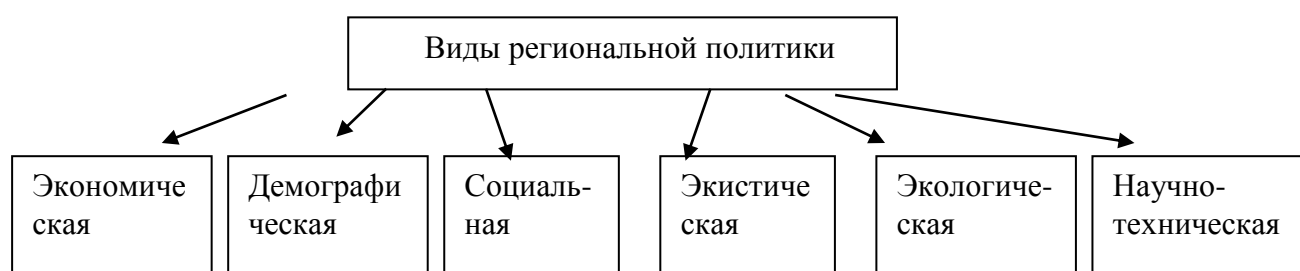 Виды региональной политики
Экономиче
ская
Демографи
ческая
Социаль-
ная
Экистиче
ская
Экологиче-
ская
Научно-
техническая